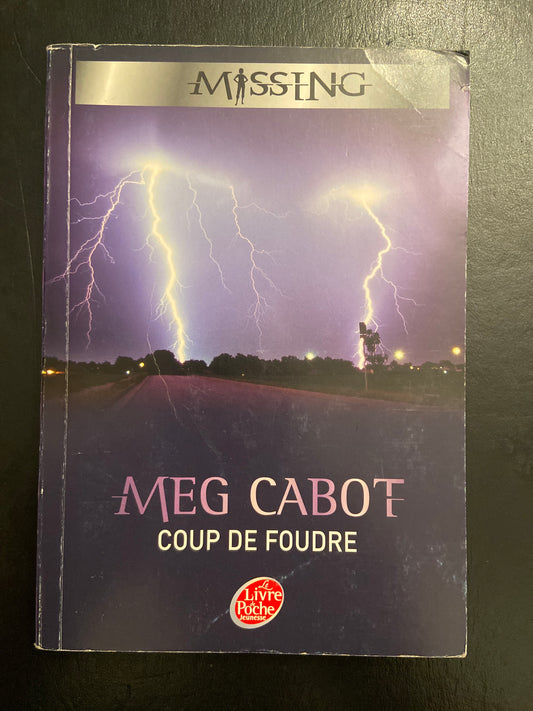 MISSING
MEG CABOT
COUP DE FOUDRE
Le
Livre
de
Poche
Jeunesse